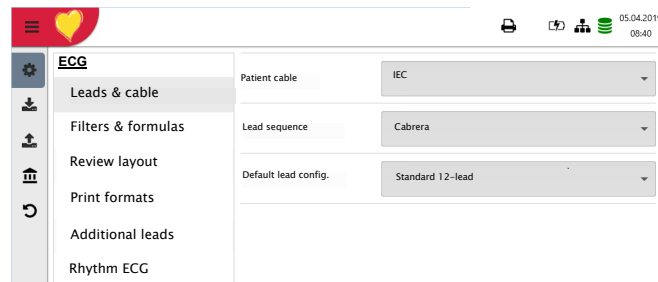 05.04.2019
08:40
ECG
Leads & cable
Filters & formulas
Review layout
Print formats
Additional leads
Rhythm ECG
Patient cable
IEC
Lead sequence
Cabrera
Default lead config.
Standard 12-lead